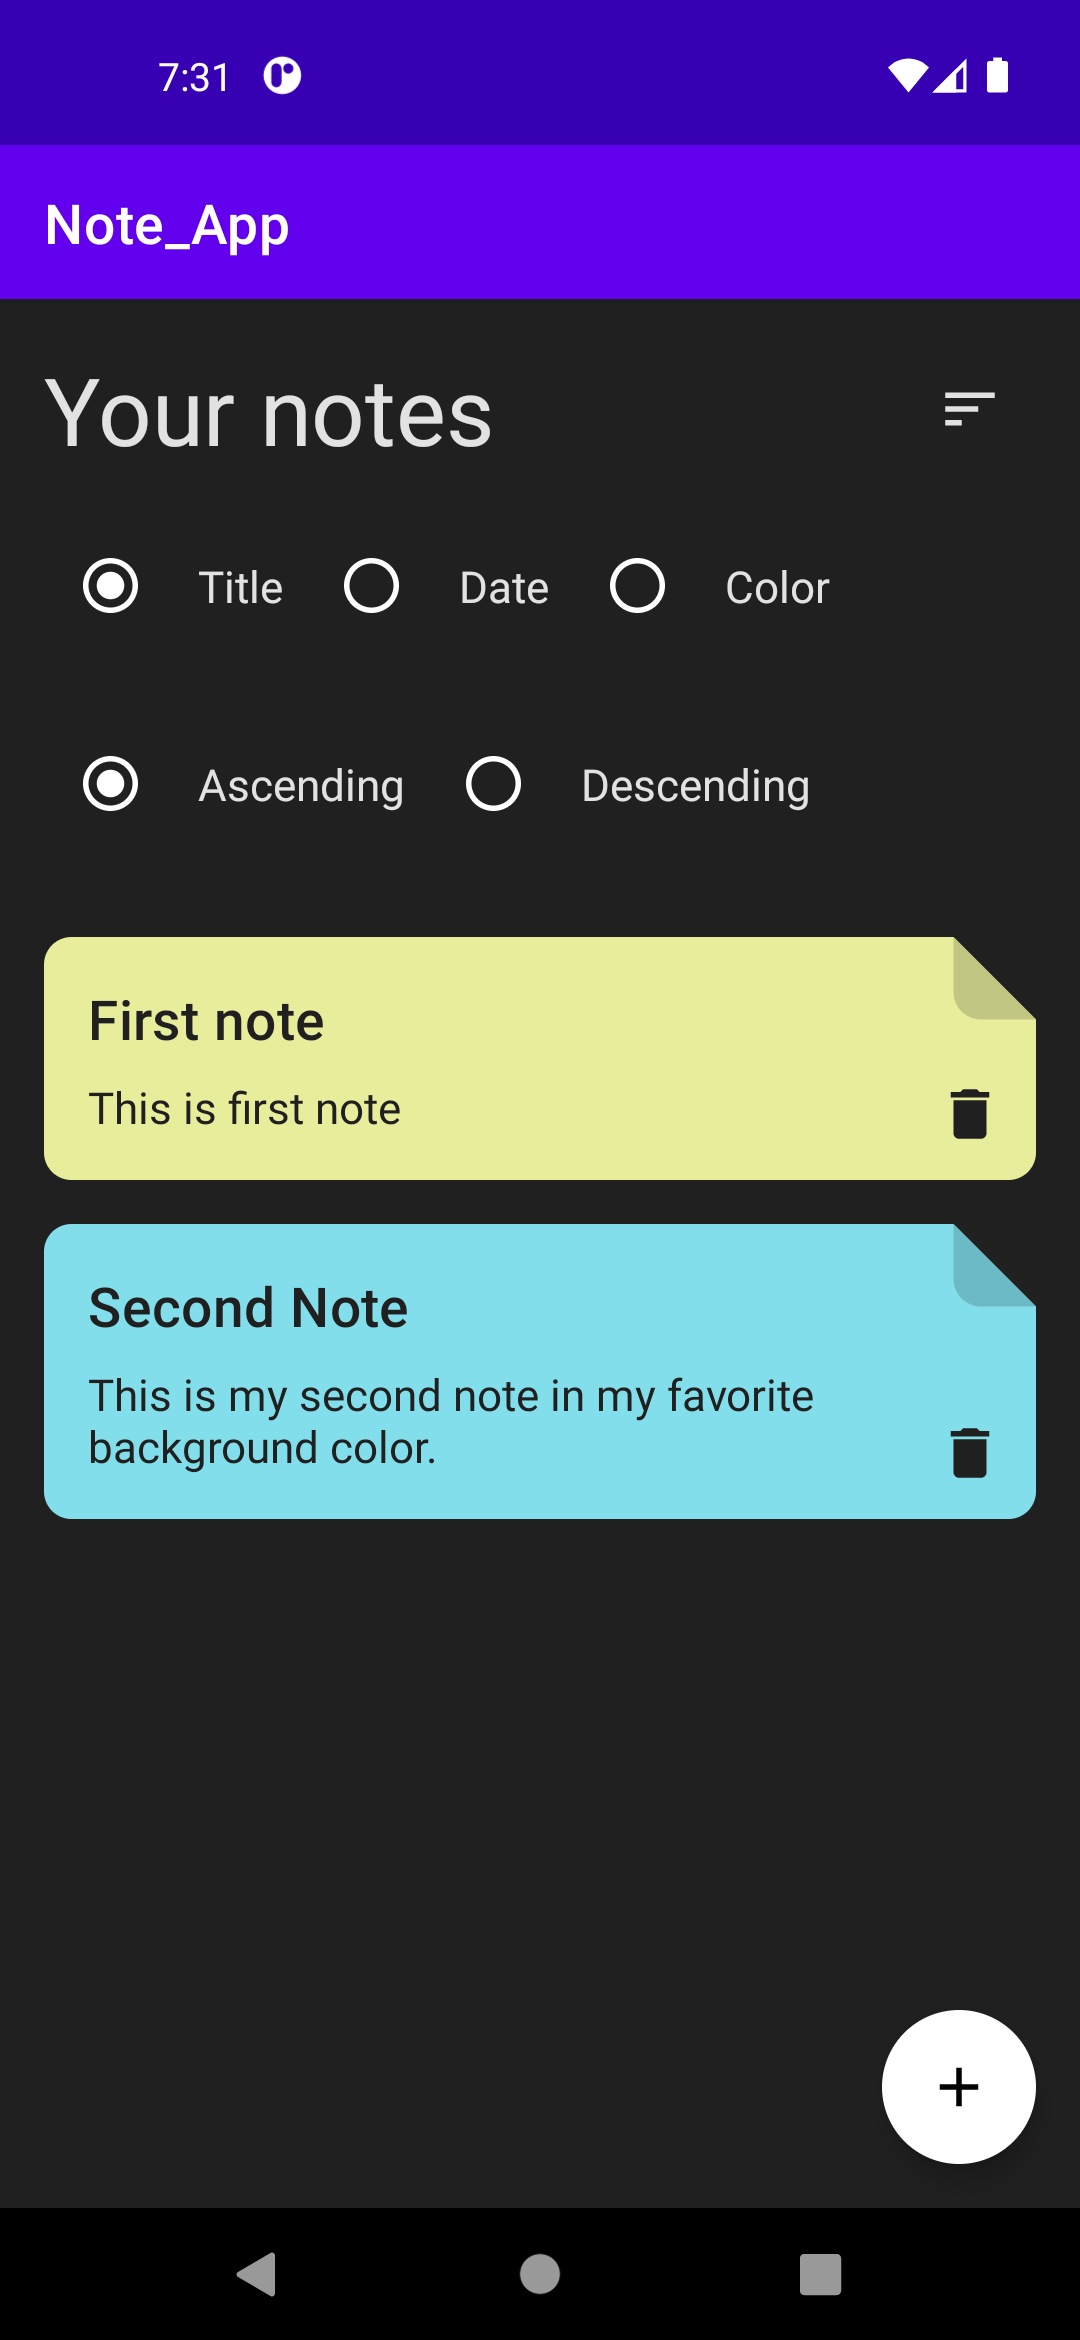 7:31
Note_App
Your notes
Title Date Color
Ascending Descending
First note
This is first note
Second Note
This is my second note in my favorite
background color.